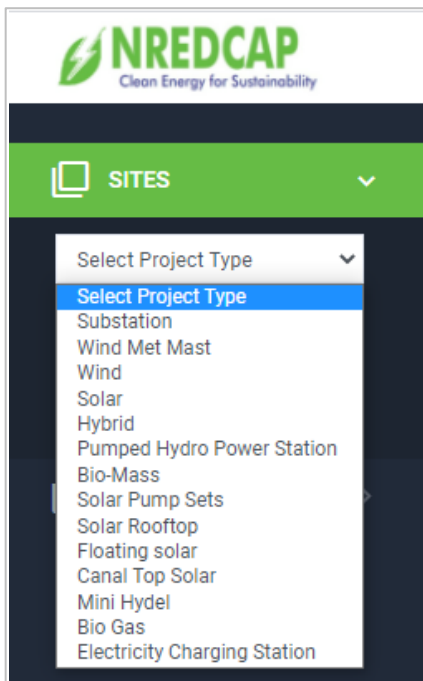 NREDCAP
Clean Energy for Sustainability
SITES
Select Project Type
Select Project Type
Substation
Wind Met Mast
Wind
Solar
Hybrid
Pumped Hydro Power Station
Bio-Mass
Solar Pump Sets
Solar Rooftop
Floating solar
Canal Top Solar
Mini Hydel
Bio Gas
Electricity Charging Station